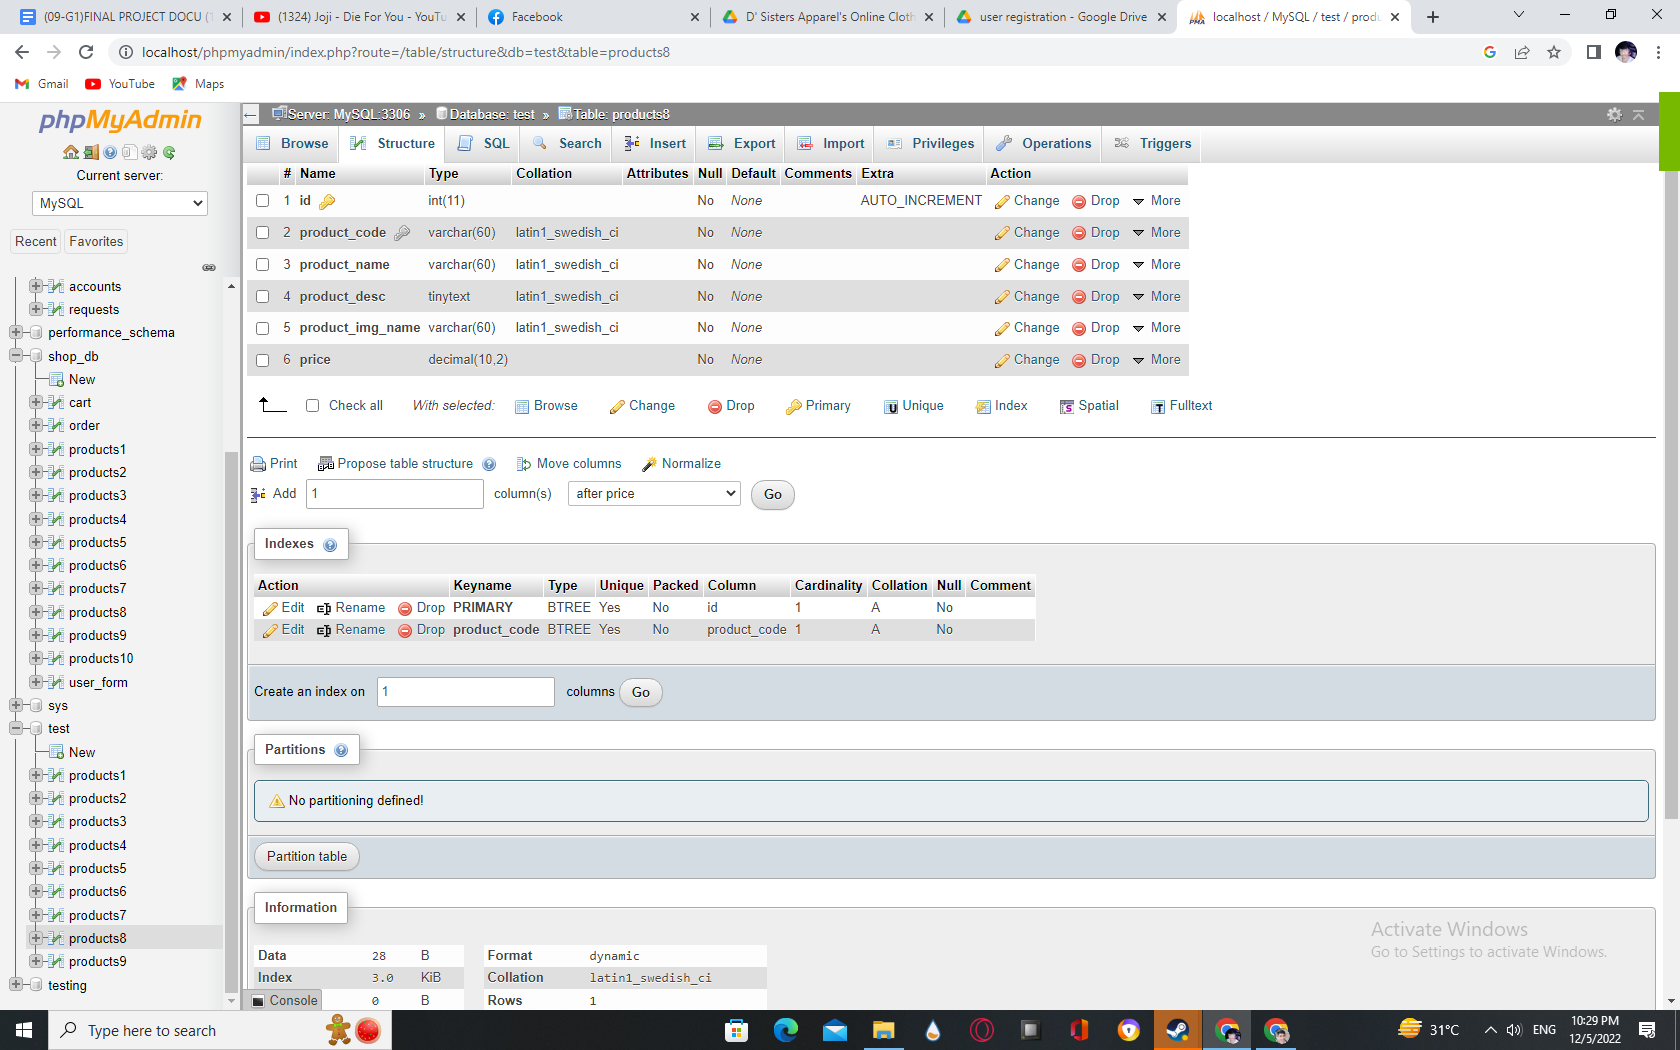 (09-G1)FINAL PROJECT DOCU (
(1324) Joji - Die For You - YouTu
Facebook
D' Sisters Apparel's Online Cloth
user registration - Google Drive
localhost / MySQL / test / produ
localhost/phpmyadmin/index.php?route=/table/structure&db=test&table=products8
Gmail YouTube Maps
phpMyAdmin
Current server:
MySQL
Recent Favorites
accounts
requests
performance_schema
shop_db
New
cart
order
products1
products2
products3
products4
products5
products6
products7
products8
products9
products10
user_form
sys
test
New
products1
products2
products3
products4
products5
products6
products7
products8
products9
testing
Server: MySQL:3306 » Database: test » Table: products8
Browse Structure SQL Search Insert Export Import Privileges Operations Triggers
# Name Type Collation Attributes Null Default Comments Extra Action
1 id int(11) No None AUTO_INCREMENT Change Drop More
2 product_code varchar(60) latin1_swedish_ci No None Change Drop More
3 product_name varchar(60) latin1_swedish_ci No None Change Drop More
4 product_desc tinytext latin1_swedish_ci No None Change Drop More
5 product_img_name varchar(60) latin1_swedish_ci No None Change Drop More
6 price decimal(10,2) No None Change Drop More
Check all With selected: Browse Change Drop Primary Unique Index Spatial Fulltext
Print Propose table structure Move columns Normalize
Add 1 column(s) after price Go
Indexes
Action Keyname Type Unique Packed Column Cardinality Collation Null Comment
Edit Rename Drop PRIMARY BTREE Yes No id 1 A No
Edit Rename Drop product_code BTREE Yes No product_code 1 A No
Create an index on 1 columns Go
Partitions
No partitioning defined!
Partition table
Information
Data 28 B
Index 3.0 KiB
0 B
Format dynamic
Collation latin1_swedish_ci
Rows 1
Console
Activate Windows
Go to Settings to activate Windows.
Type here to search
31°C ENG
10:29 PM
12/5/2022